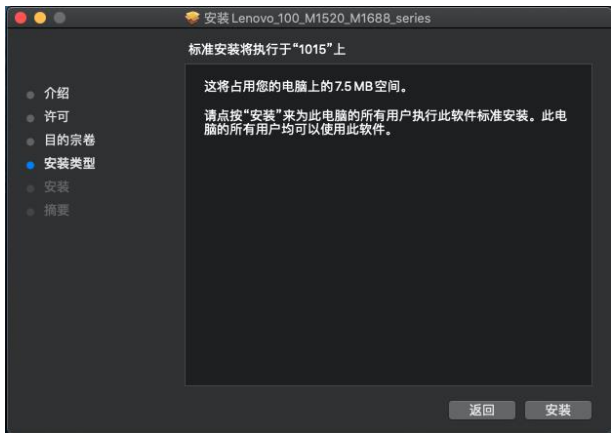 安装 Lenovo_100_M1520_M1688_series
标准安装将执行于“1015”上
介绍
许可
目的宗卷
安装类型
安装
摘要
这将占用您的电脑上的7.5 MB 空间。
请点按“安装”来为此电脑的所有用户执行此软件标准安装。此电
脑的所有用户均可以使用此软件。
返回
安装